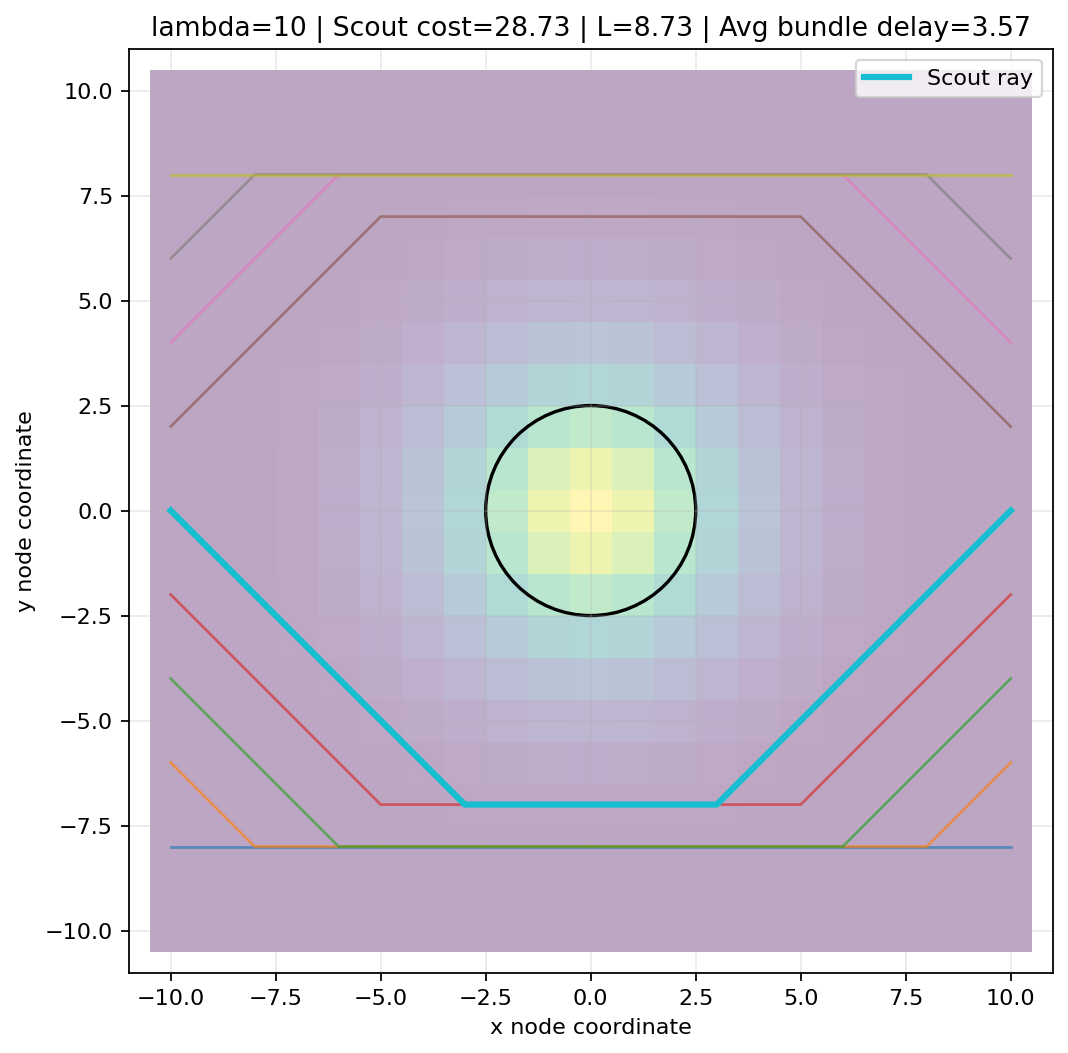 lambda=10 | Scout cost=28.73 | L=8.73 | Avg bundle delay=3.57
Scout ray
10.0
7.5
5.0
2.5
0.0
−2.5
−5.0
−7.5
−10.0
y node coordinate
−10.0 −7.5 −5.0 −2.5 0.0 2.5 5.0 7.5 10.0
x node coordinate